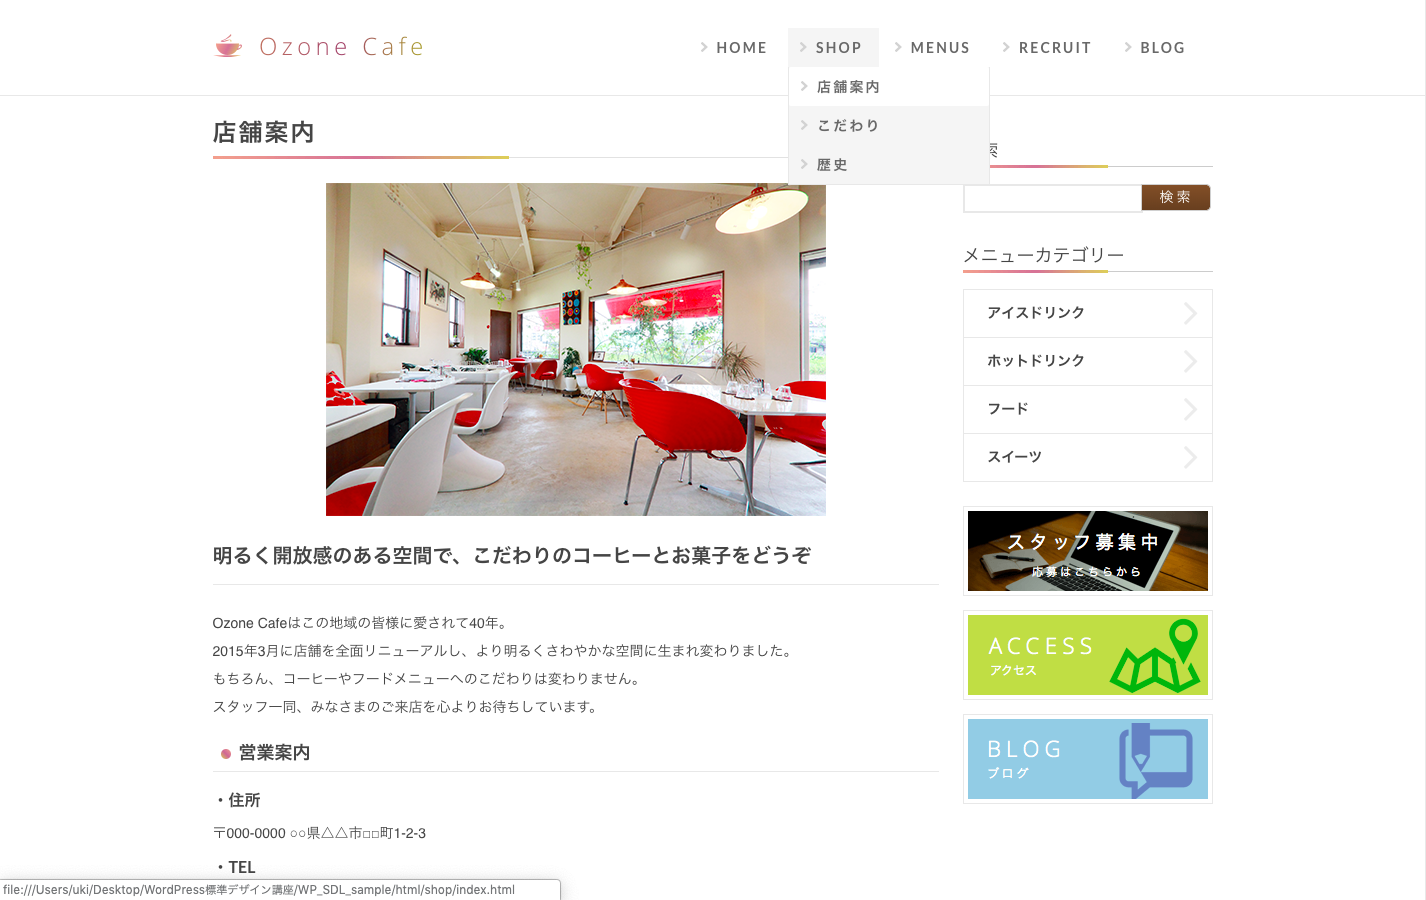 Ozone Cafe
HOME
SHOP
MENUS
RECRUIT
BLOG
店舗案内
こだわり
歴史
店舗案内
検索
メニューカテゴリー
アイスドリンク
ホットドリンク
フード
スイーツ
スタッフ募集中
応募はこちらから
ACCESS
アクセス
BLOG
ブログ
明るく開放感のある空間で、こだわりのコーヒーとお菓子をどうぞ
Ozone Cafeはこの地域の皆様に愛されて40年。
2015年3月に店舗を全面リニューアルし、より明るくさわやかな空間に生まれ変わりました。
もちろん、コーヒーやフードメニューへのこだわりは変わりません。
スタッフ一同、みなさまのご来店を心よりお待ちしています。
営業案内
・住所
〒000-0000 ○○県△△市□□町1-2-3
・TEL
file:///Users/uki/Desktop/WordPress標準デザイン講座/WP_SDL_sample/html/shop/index.html